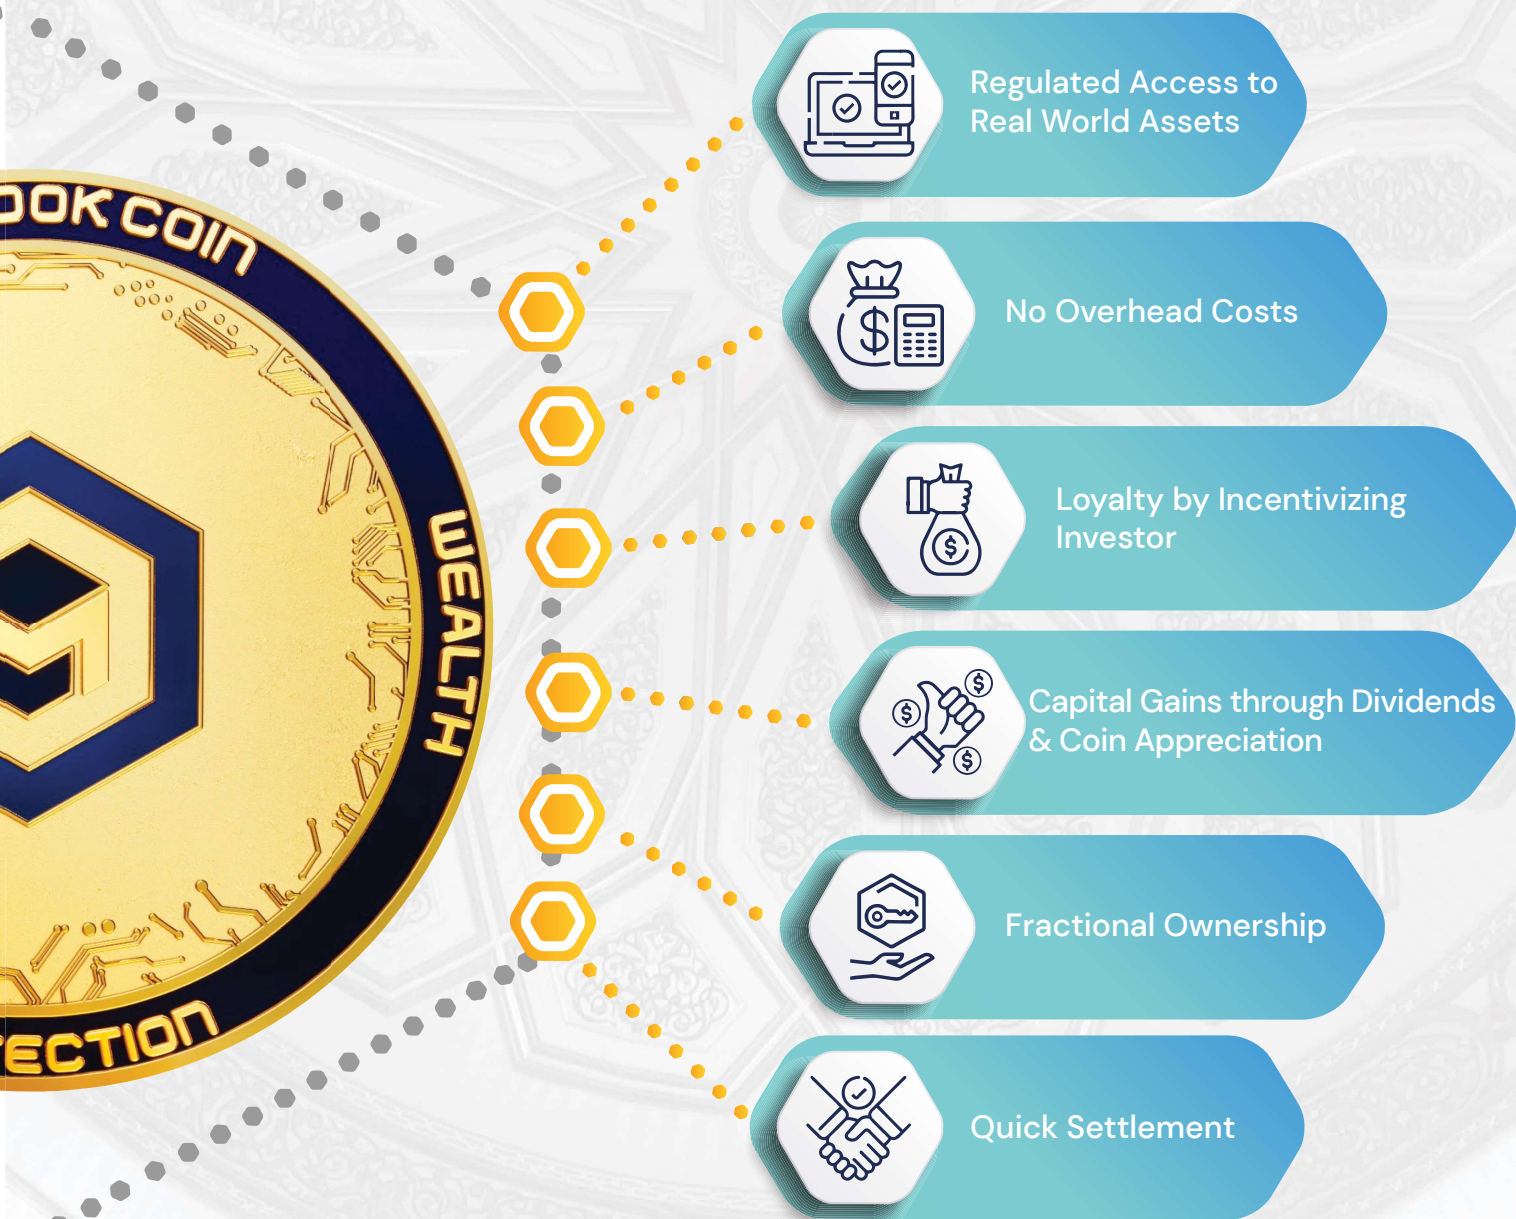 OOK COIN
WEALTH
ECTION
Regulated Access to
Real World Assets
No Overhead Costs
Loyalty by Incentivizing
Investor
Capital Gains through Dividends
& Coin Appreciation
Fractional Ownership
Quick Settlement